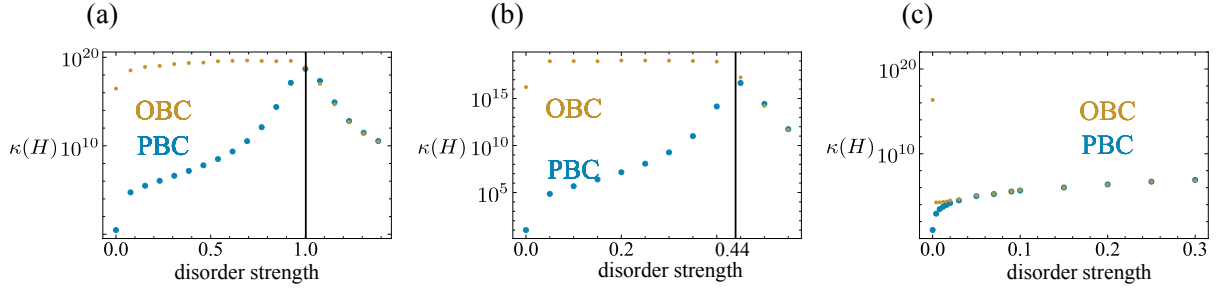 (a)
10^20
OBC
PBC
κ(H) 10^10
0.0 0.5 1.0
disorder strength
(b)
10^15
OBC
κ(H)
PBC
10^5
0.0 0.2 0.44
disorder strength
(c)
10^20
OBC
κ(H) 10^10
PBC
0.0 0.1 0.2 0.3
disorder strength